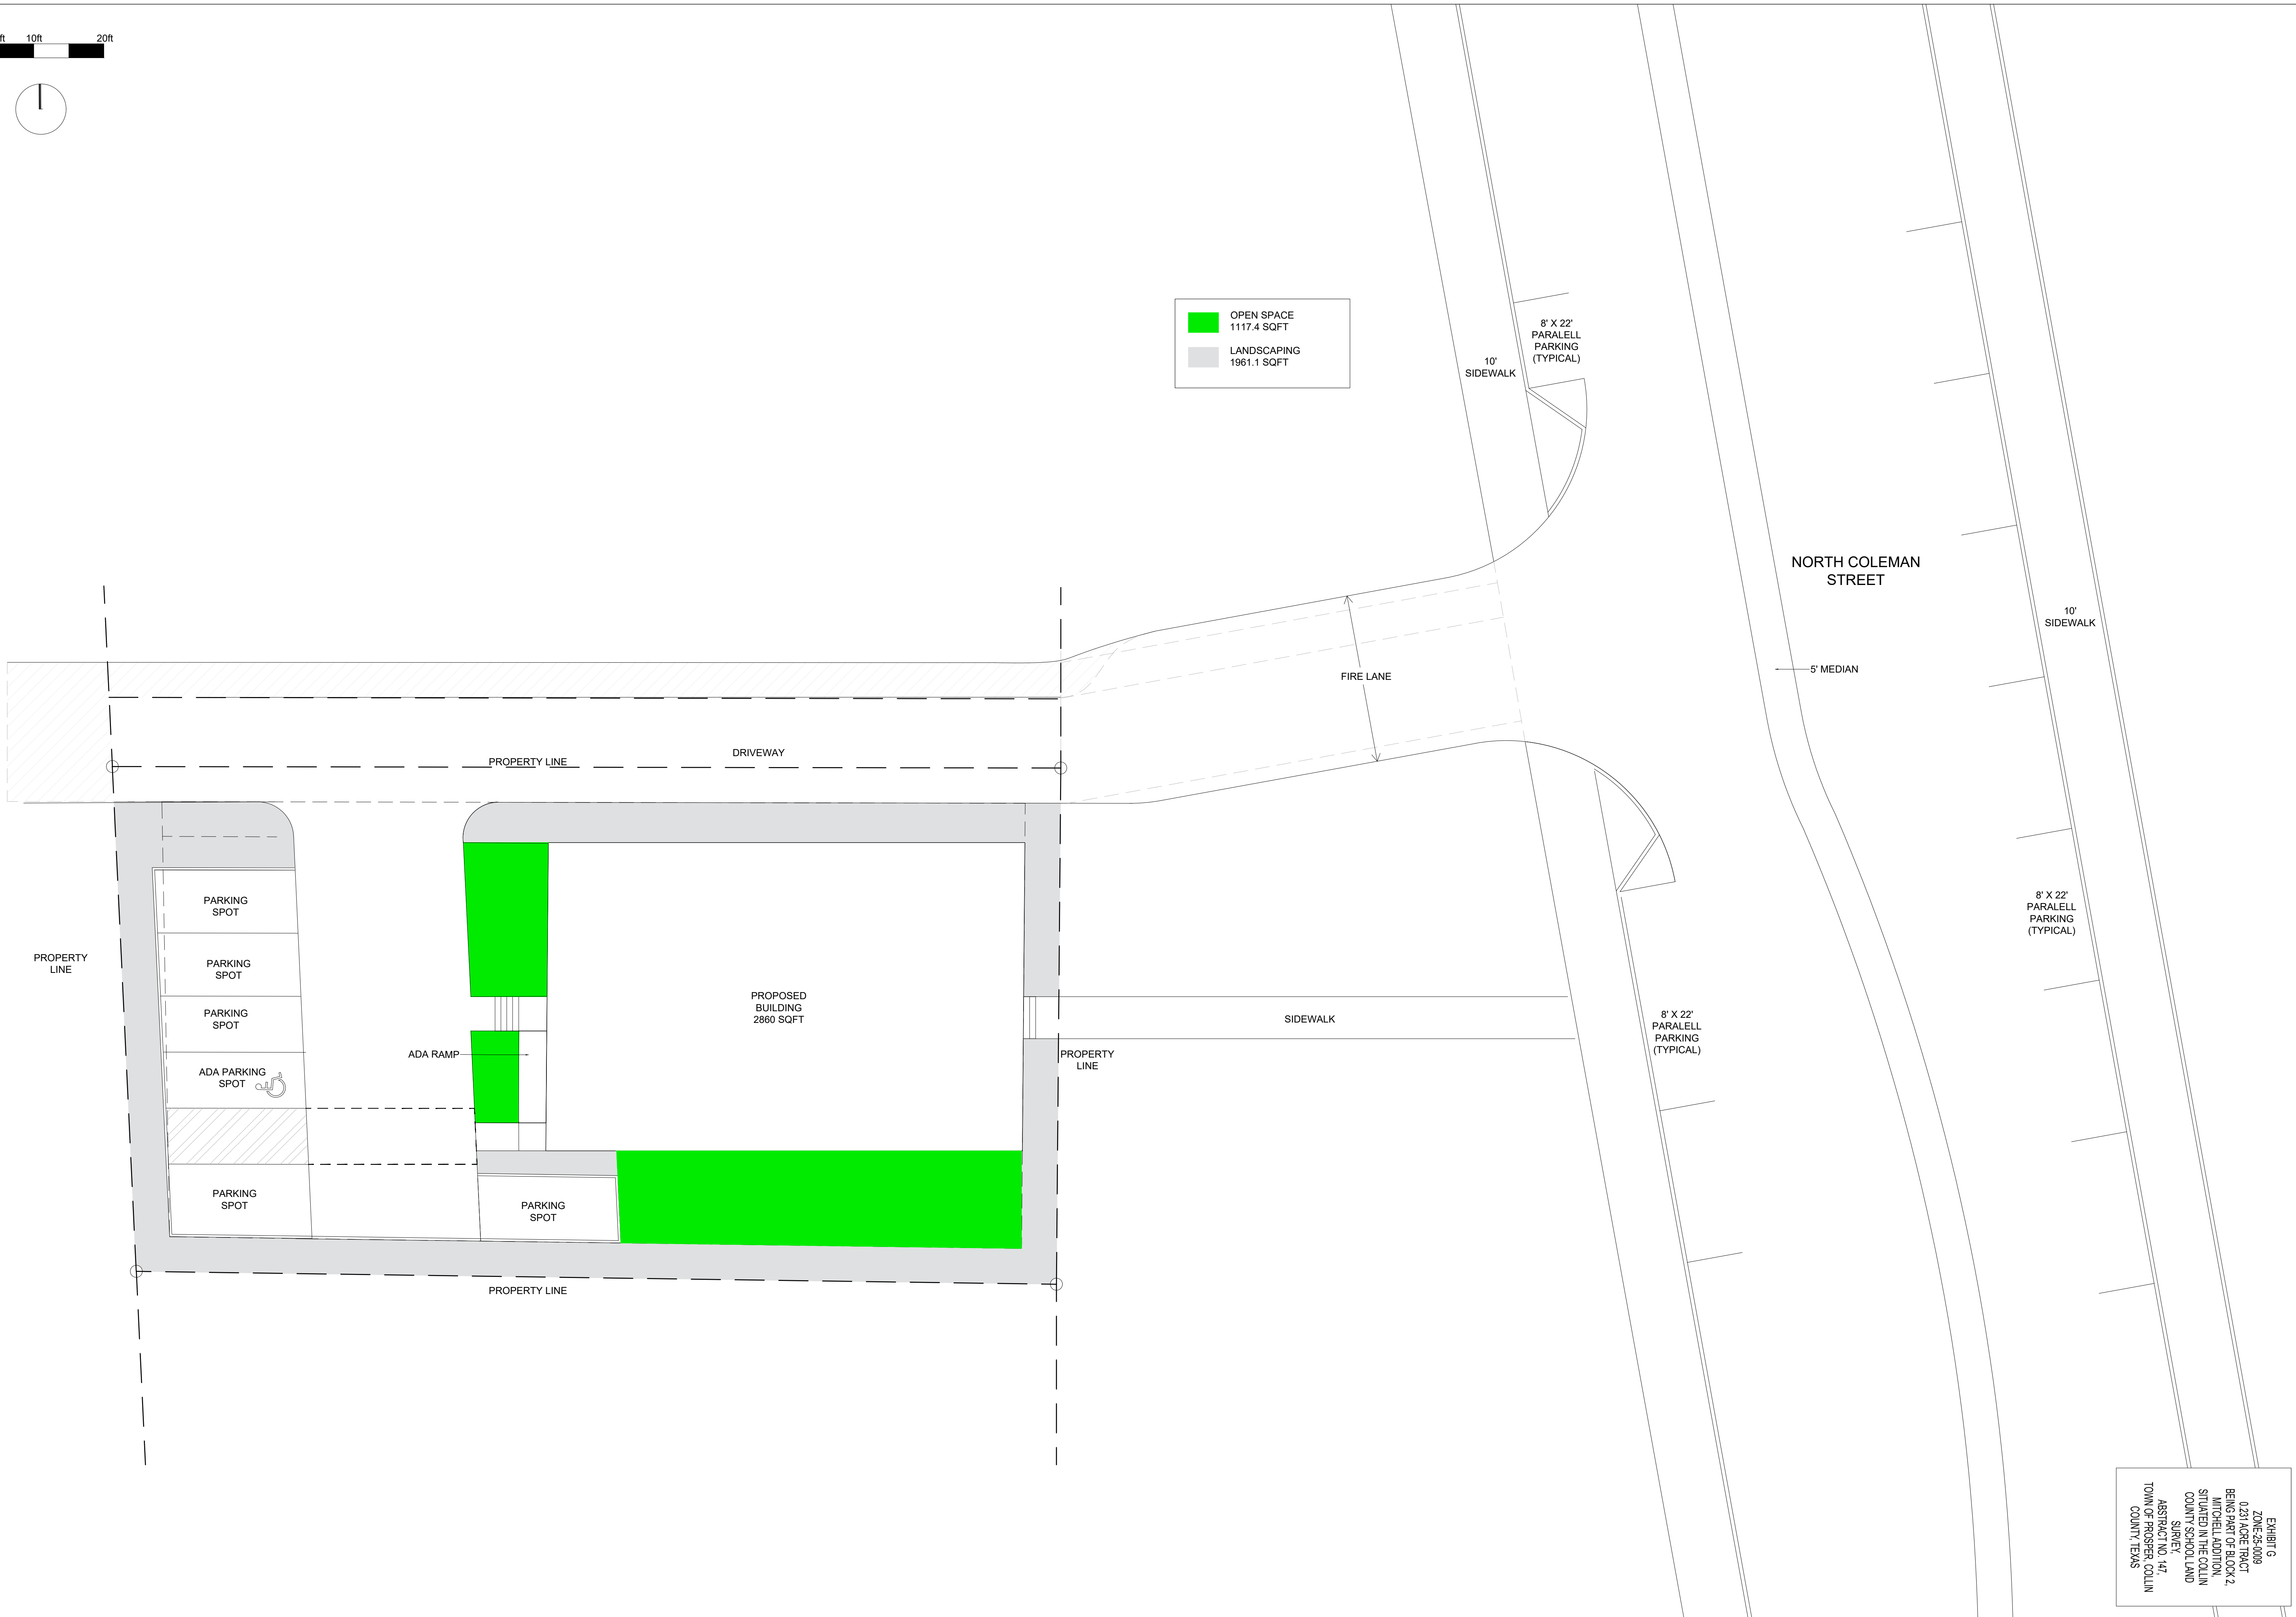 ft 10ft 20ft
OPEN SPACE
1117.4 SQFT
LANDSCAPING
1961.1 SQFT
8' X 22'
PARALELL
PARKING
(TYPICAL)
10'
SIDEWALK
NORTH COLEMAN
STREET
10'
SIDEWALK
5' MEDIAN
FIRE LANE
DRIVEWAY
PROPERTY LINE
PARKING
SPOT
PARKING
SPOT
PARKING
SPOT
ADA PARKING
SPOT
PARKING
SPOT
PARKING
SPOT
PROPERTY
LINE
ADA RAMP
PROPOSED
BUILDING
2860 SQFT
SIDEWALK
PROPERTY
LINE
8' X 22'
PARALELL
PARKING
(TYPICAL)
8' X 22'
PARALELL
PARKING
(TYPICAL)
PROPERTY LINE
EXHIBIT G
ZONE-25-0009
0.231 ACRE TRACT
BEING PART OF BLOCK 2,
MITCHELL ADDITION,
SITUATED IN THE COLLIN
COUNTY SCHOOL LAND
SURVEY,
ABSTRACT NO. 147,
TOWN OF PROSPER, COLLIN
COUNTY, TEXAS